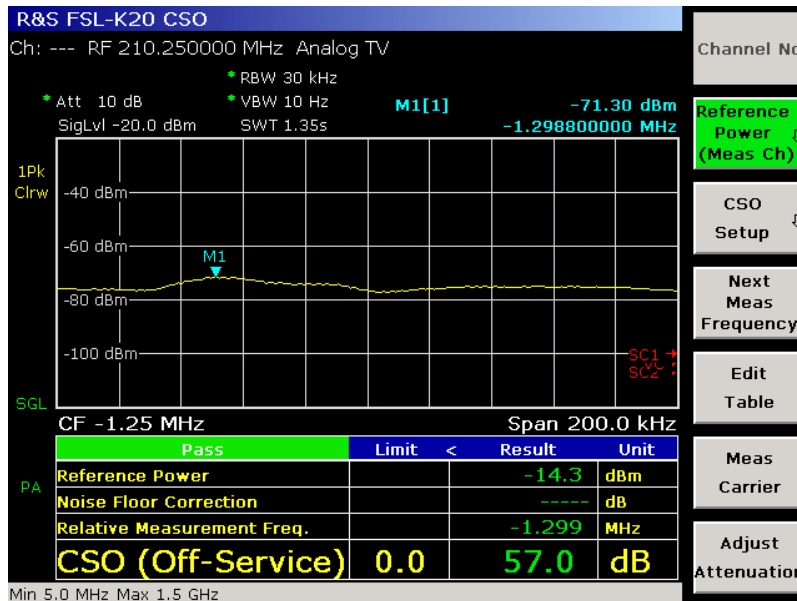 R&S FSL-K20 CSO
Ch: --- RF 210.250000 MHz Analog TV
* RBW 30 kHz
* Att 10 dB * VBW 10 Hz M1[1] -71.30 dBm
SigLvl -20.0 dBm SWT 1.35s -1.298800000 MHz
1Pk
Clrw
-40 dBm
-60 dBm
M1
-80 dBm
-100 dBm
SC1
SC2
SGL
CF -1.25 MHz Span 200.0 kHz
Pass Limit < Result Unit
Reference Power -14.3 dBm
PA
Noise Floor Correction ----- dB
Relative Measurement Freq. -1.299 MHz
CSO (Off-Service) 0.0 57.0 dB
Min 5.0 MHz Max 1.5 GHz
Channel No
Reference
Power
(Meas Ch)
CSO
Setup
Next
Meas
Frequency
Edit
Table
Meas
Carrier
Adjust
Attenuation